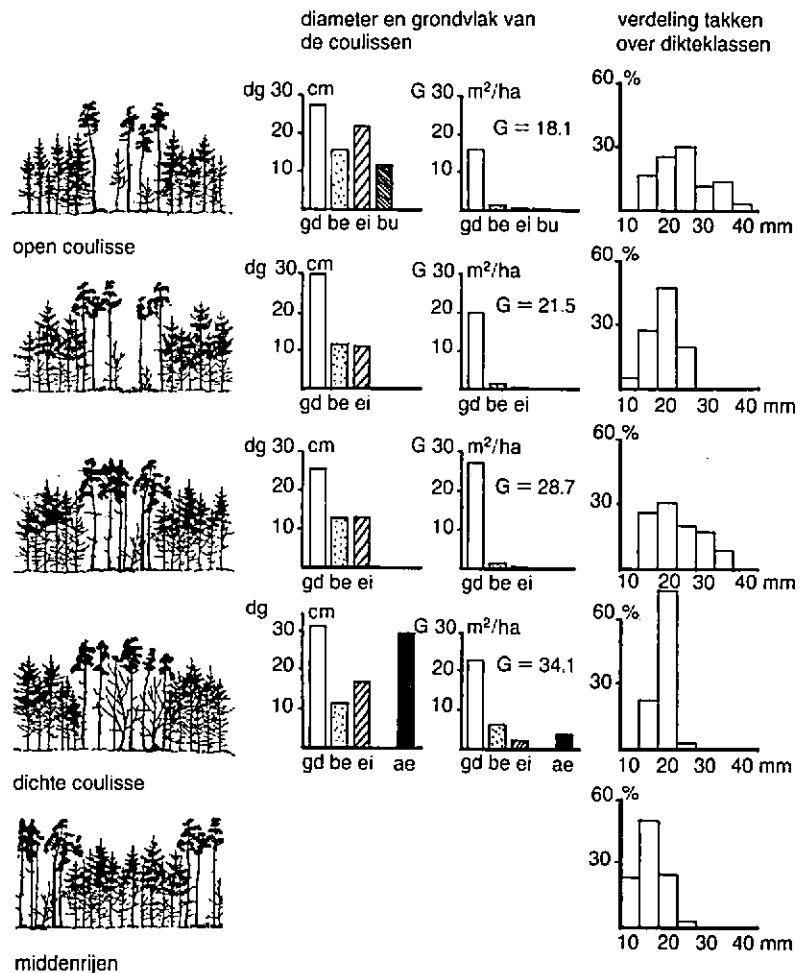 diameter en grondvlak van
de coulissen
verdeling takken
over dikteklassen
dg 30 cm
20
10
gd be ei bu
G 30 m²/ha
20
10
G = 18.1
gd be ei bu
60 %
30
10 20 30 40 mm
open coulisse
dg 30 cm
20
10
gd be ei
G 30 m²/ha
20
10
G = 21.5
gd be ei
60 %
30
10 20 30 40 mm
dg 30 cm
20
10
gd be ei
G 30 m²/ha
20
10
G = 28.7
gd be ei
60 %
30
10 20 30 40 mm
dg cm
30
20
10
gd be ei ae
G 30 m²/ha
20
10
G = 34.1
gd be ei ae
60 %
30
10 20 30 40 mm
dichte coulisse
60 %
30
10 20 30 40 mm
middenrijen